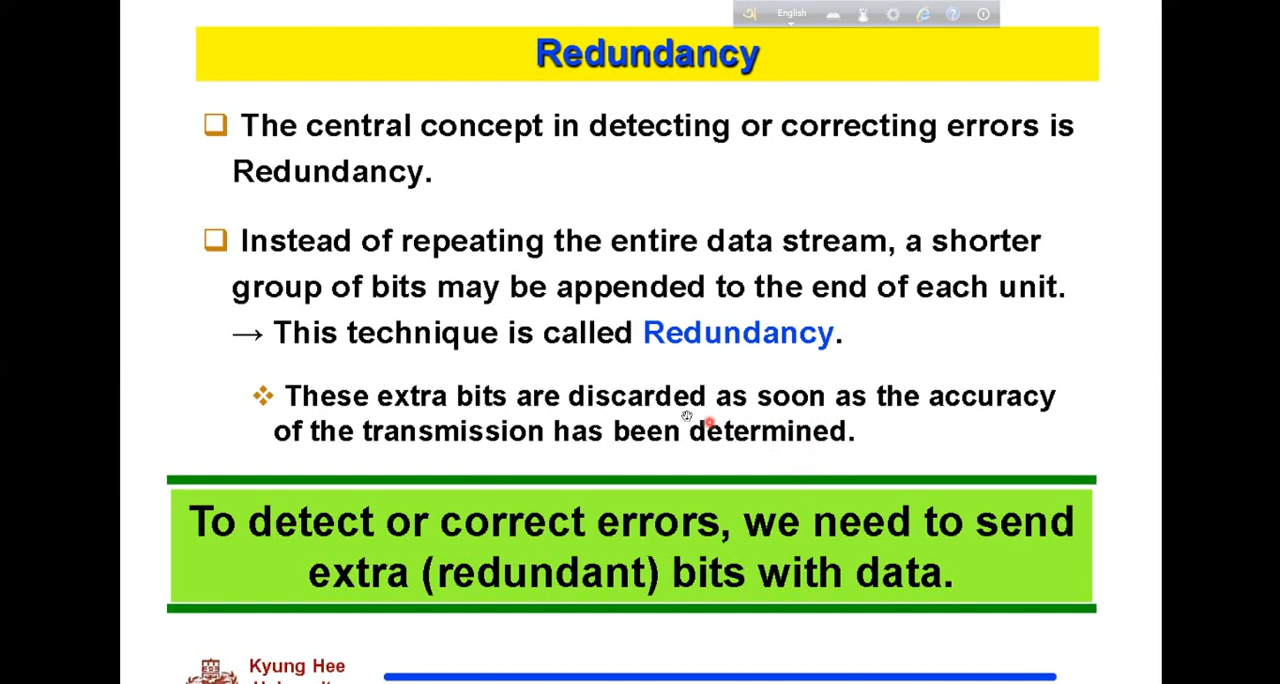 অ English
Redundancy
The central concept in detecting or correcting errors is
Redundancy.
Instead of repeating the entire data stream, a shorter
group of bits may be appended to the end of each unit.
→ This technique is called Redundancy.
These extra bits are discarded as soon as the accuracy
of the transmission has been determined.
To detect or correct errors, we need to send
extra (redundant) bits with data.
Kyung Hee